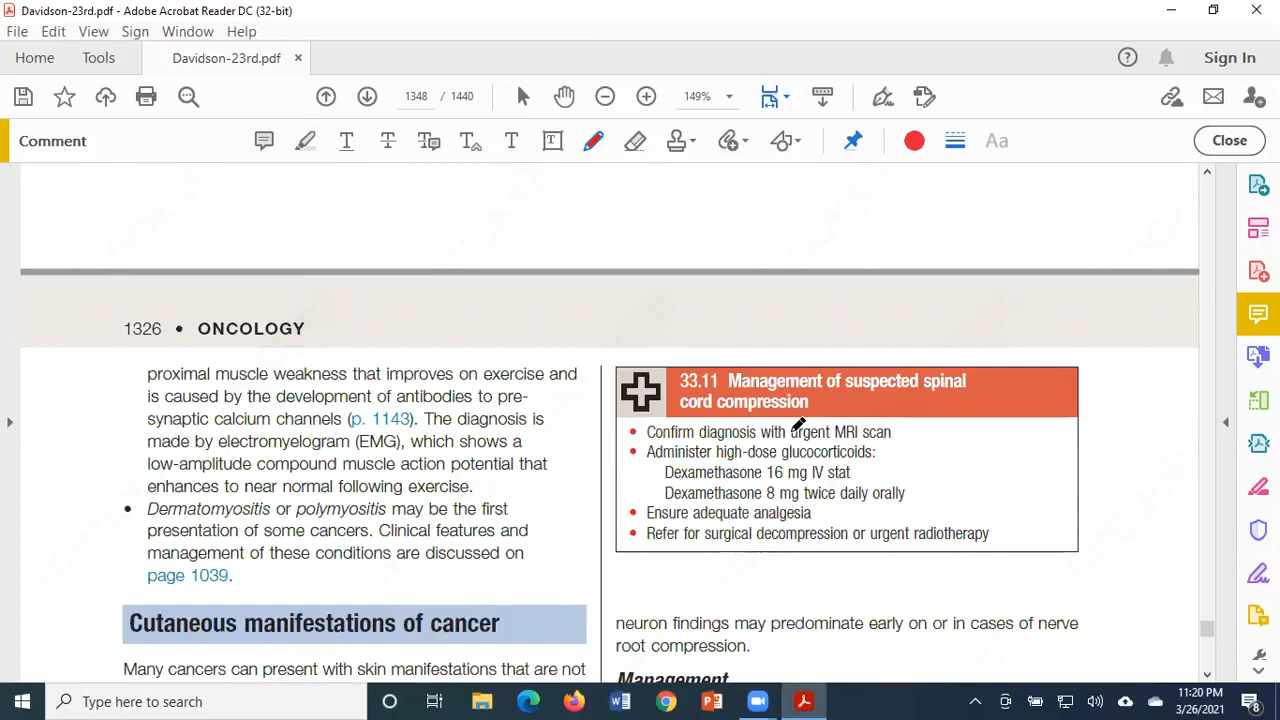 Davidson-23rd.pdf - Adobe Acrobat Reader DC (32-bit)
File Edit View Sign Window Help
Home Tools Davidson-23rd.pdf × Sign In
1348 / 1440 149%
Comment Aa Close
1326 • ONCOLOGY
proximal muscle weakness that improves on exercise and
is caused by the development of antibodies to pre-
synaptic calcium channels (p. 1143). The diagnosis is
made by electromyelogram (EMG), which shows a
low-amplitude compound muscle action potential that
enhances to near normal following exercise.
• Dermatomyositis or polymyositis may be the first
presentation of some cancers. Clinical features and
management of these conditions are discussed on
page 1039.
Cutaneous manifestations of cancer
Many cancers can present with skin manifestations that are not
33.11 Management of suspected spinal
cord compression
• Confirm diagnosis with urgent MRI scan
• Administer high-dose glucocorticoids:
Dexamethasone 16 mg IV stat
Dexamethasone 8 mg twice daily orally
• Ensure adequate analgesia
• Refer for surgical decompression or urgent radiotherapy
neuron findings may predominate early on or in cases of nerve
root compression.
Management
Type here to search
11:20 PM
3/26/2021
8